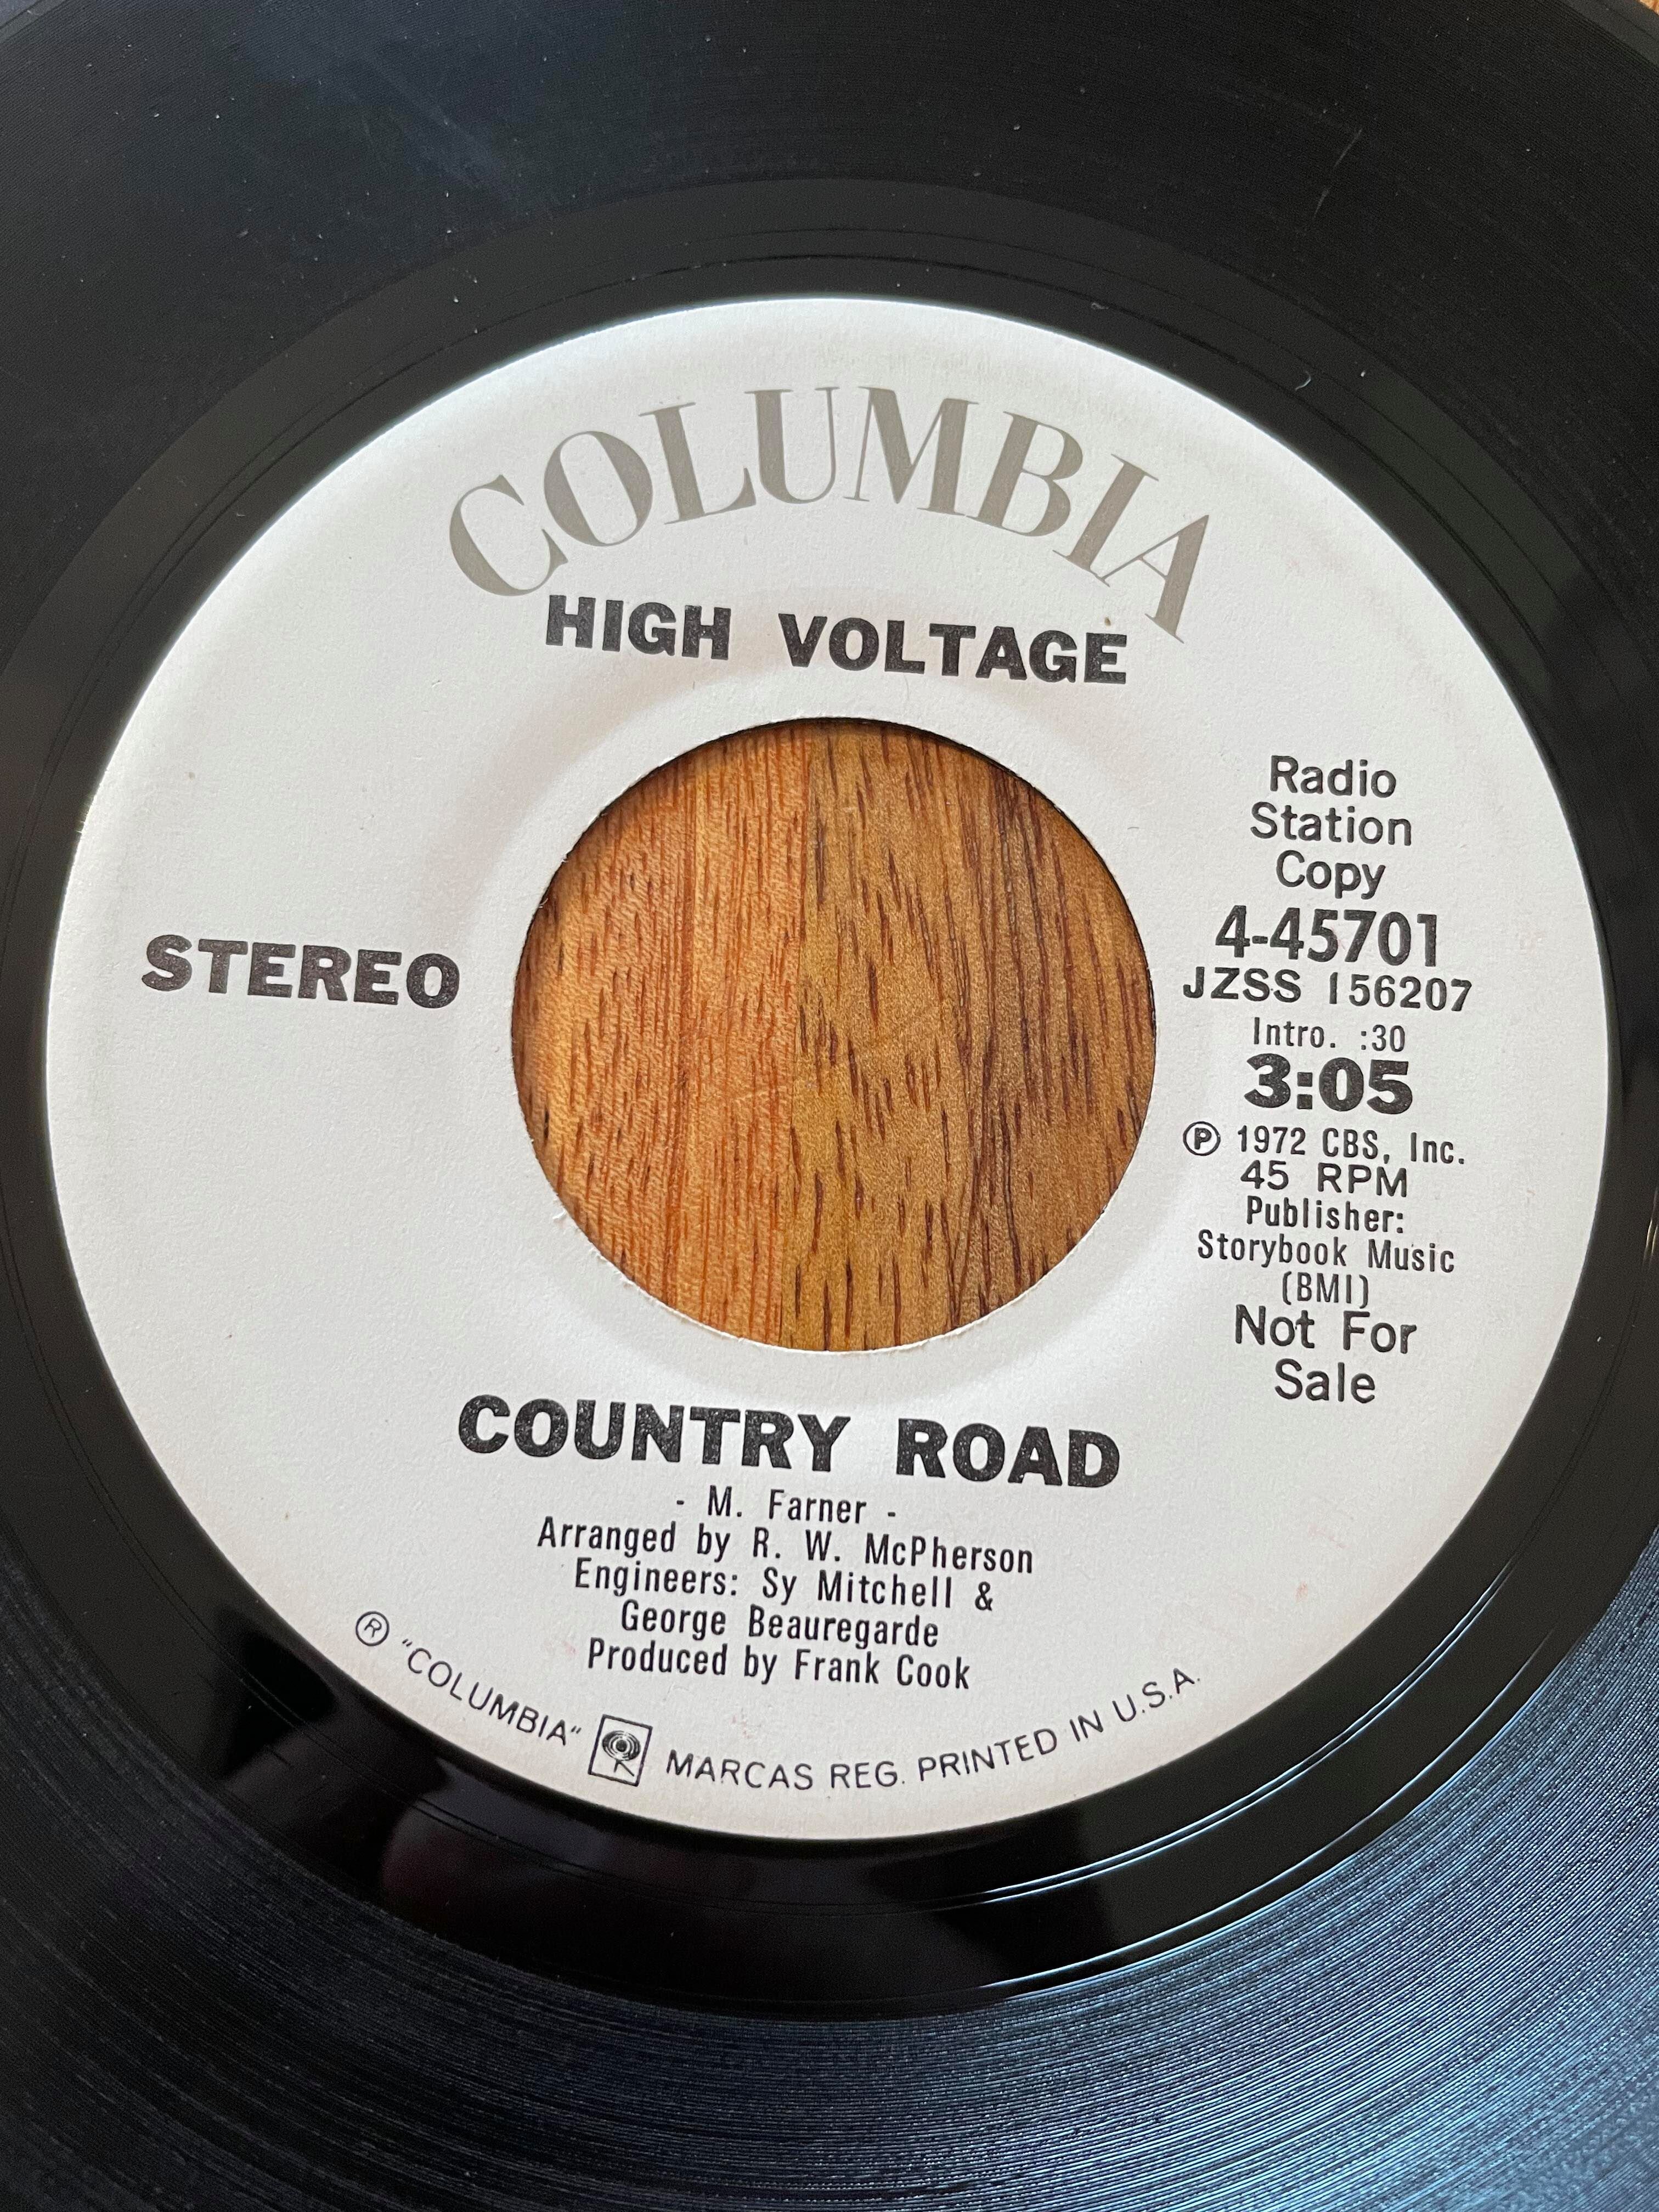 COLUMBIA
HIGH VOLTAGE
STEREO
Radio
Station
Copy
4-45701
JZSS 156207
Intro. :30
3:05
Ⓟ 1972 CBS, Inc.
45 RPM
Publisher:
Storybook Music
(BMI)
Not For
Sale
COUNTRY ROAD
- M. Farner -
Arranged by R. W. McPherson
Engineers: Sy Mitchell &
George Beauregarde
Produced by Frank Cook
® "COLUMBIA" MARCAS REG. PRINTED IN U.S.A.